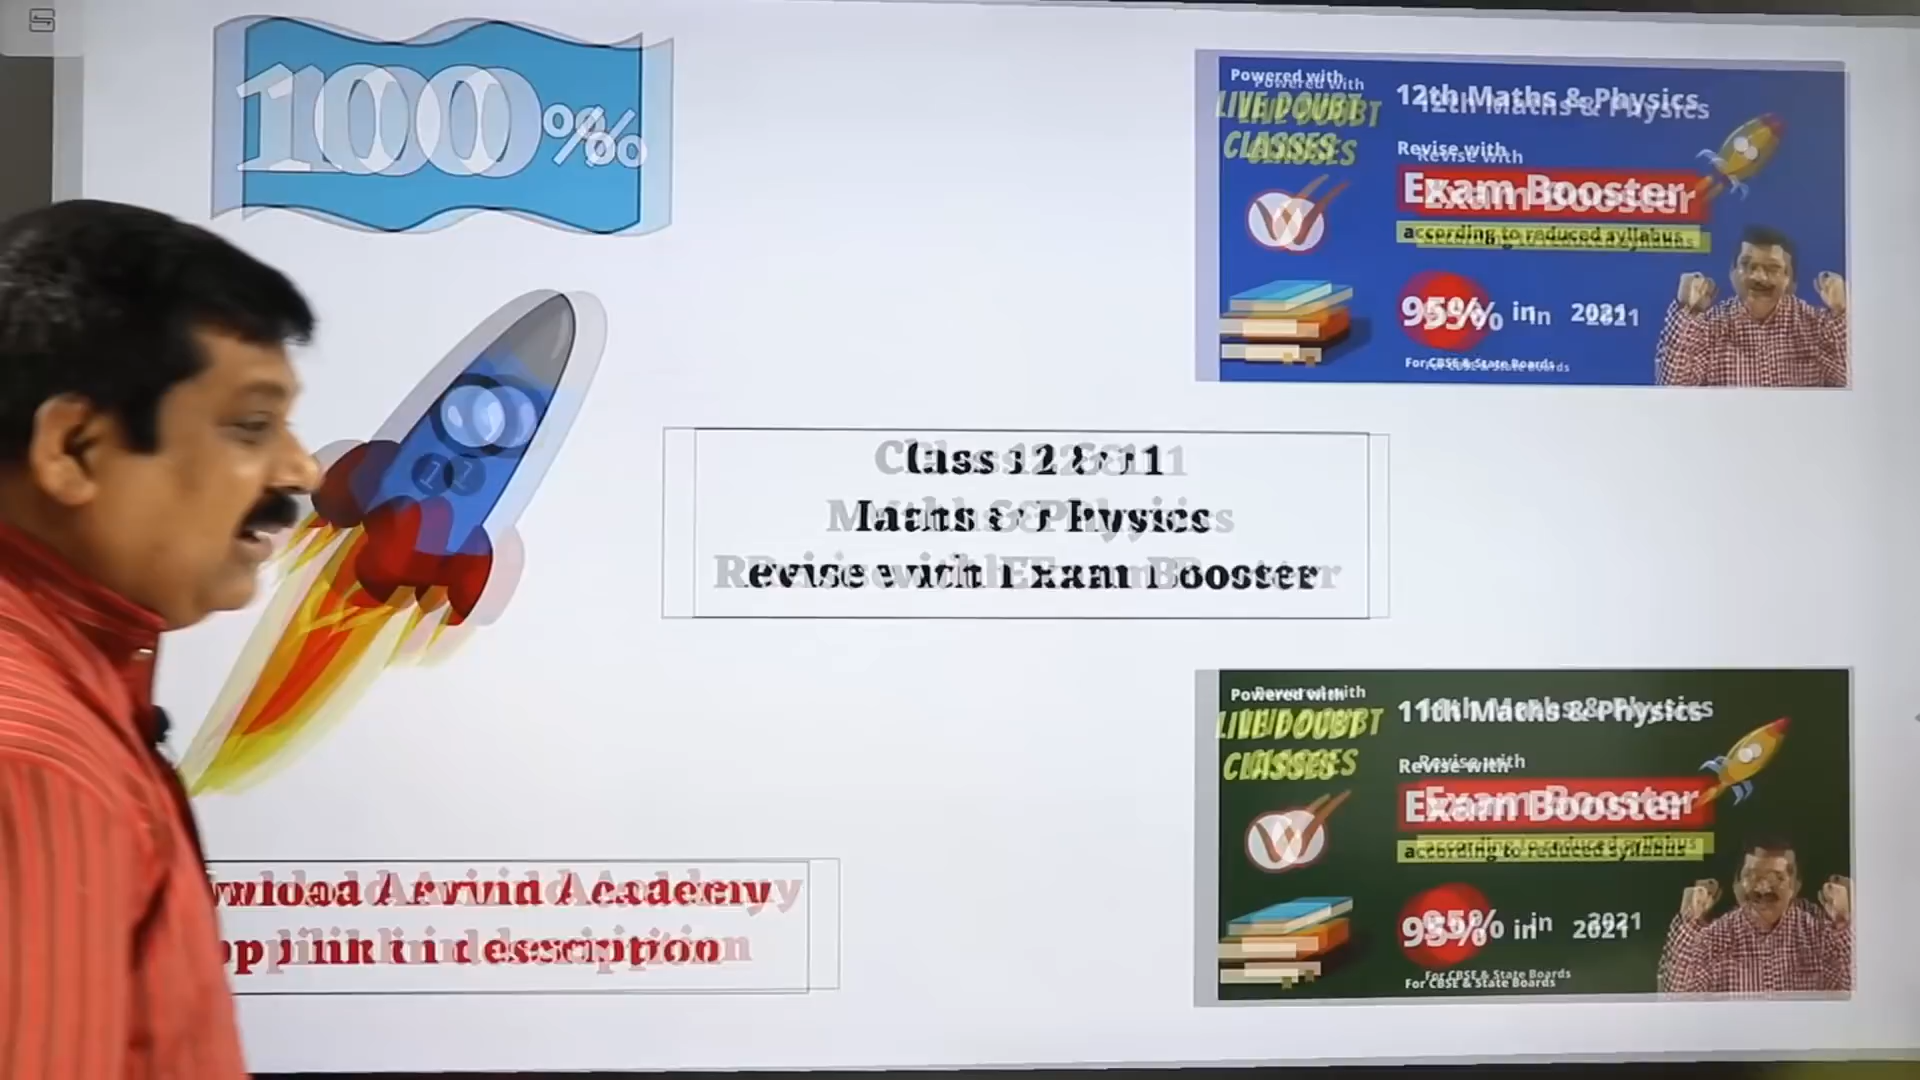 100%
Powered with
LIVE DOUBT
CLASSES
12th Maths & Physics
Revise with
Exam Booster
according to reduced syllabus
95% in 2021
For CBSE & State Boards
Class 12 & 11
Maths & Physics
Revise with Exam Booster
Powered with
LIVE DOUBT
CLASSES
11th Maths & Physics
Revise with
Exam Booster
according to reduced syllabus
95% in 2021
For CBSE & State Boards
Arvind Academy
link in description